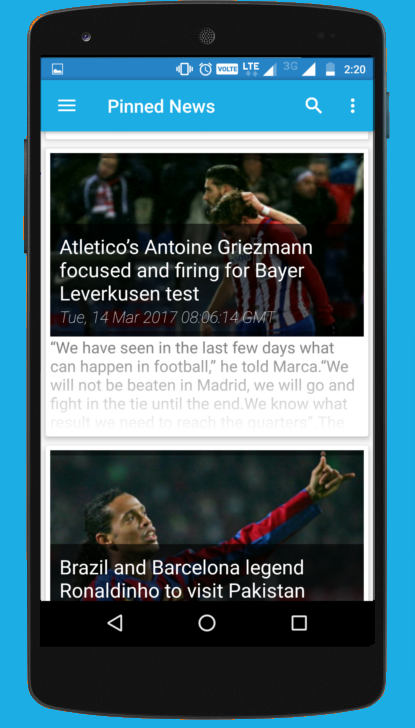 VOLTE LTE 3G 2:20
Pinned News
Atletico's Antoine Griezmann
focused and firing for Bayer
Leverkusen test
Tue, 14 Mar 2017 08:06:14 GMT
“We have seen in the last few days what
can happen in football,” he told Marca.“We
will not be beaten in Madrid, we will go and
fight in the tie until the end.We know what
result we need to reach the quarters”.The
Brazil and Barcelona legend
Ronaldinho to visit Pakistan